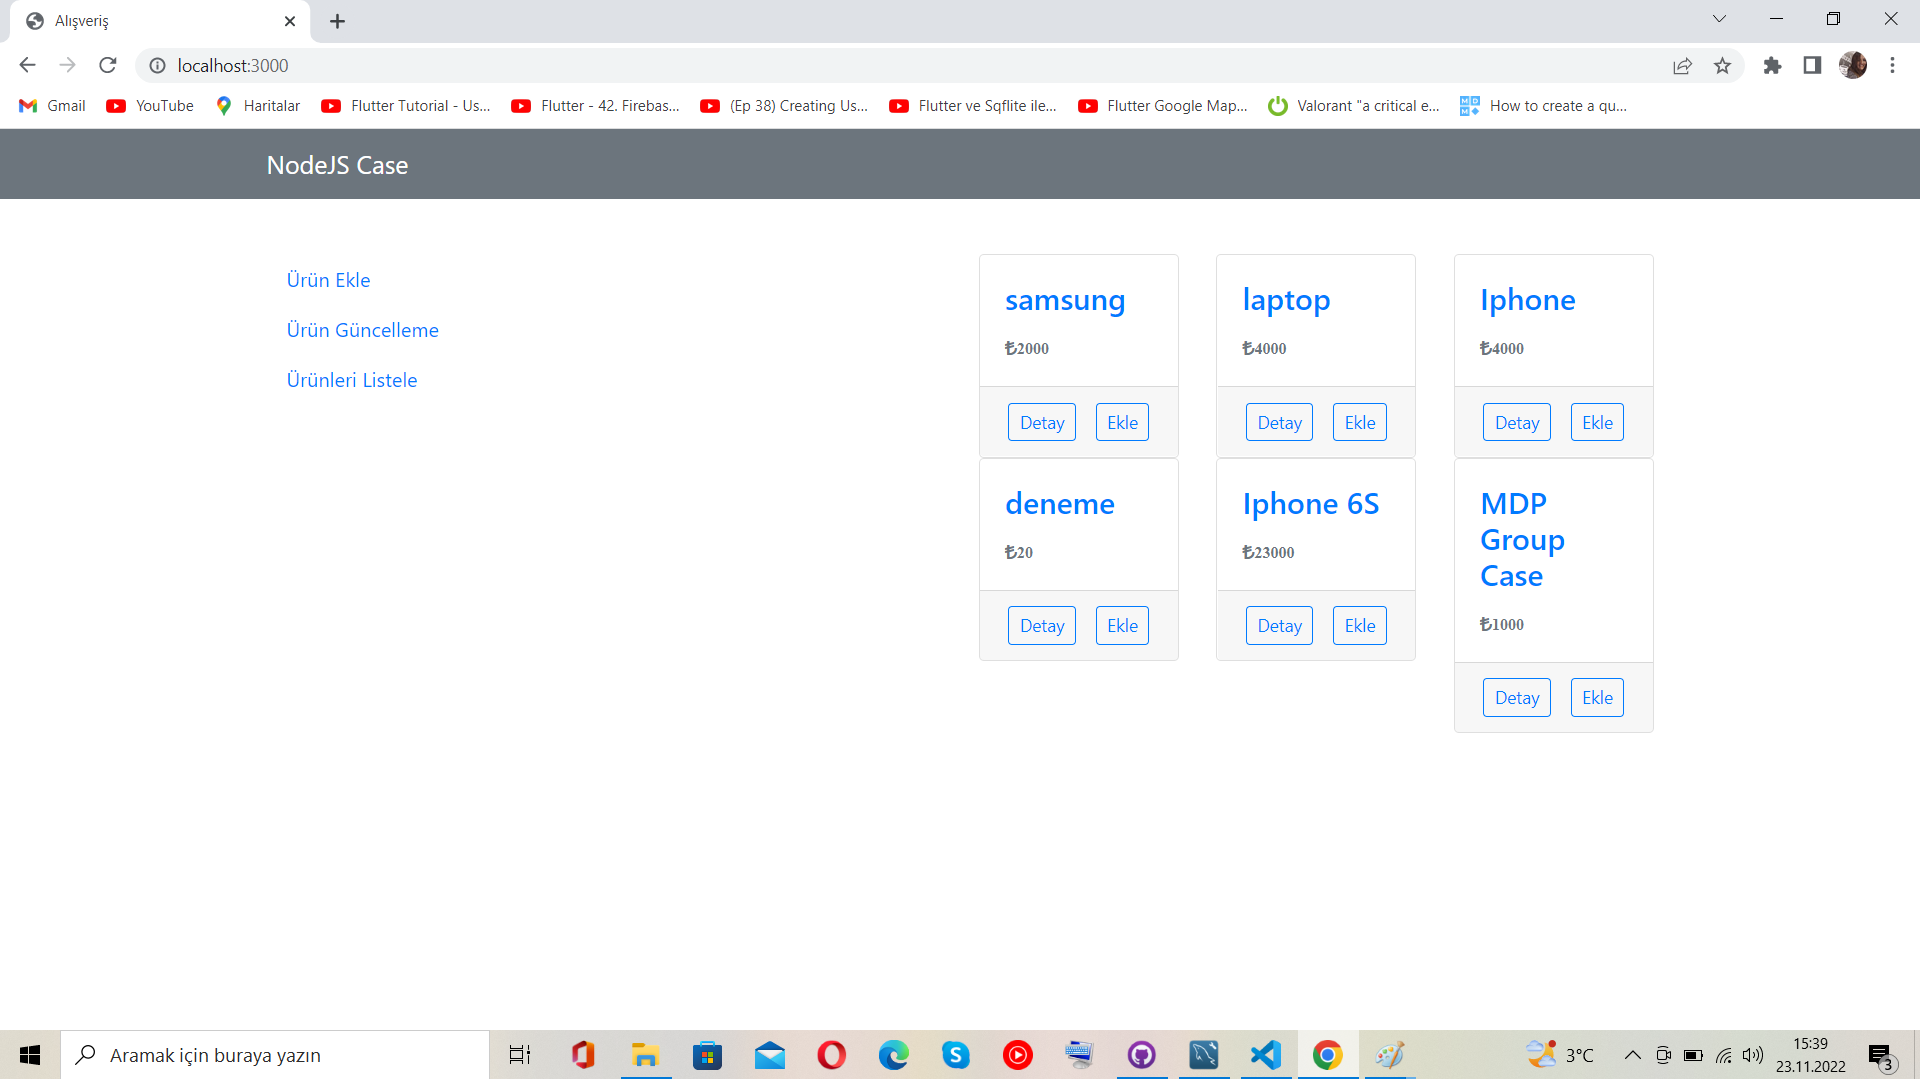 Alışveriş
localhost:3000
Gmail
YouTube
Haritalar
Flutter Tutorial - Us...
Flutter - 42. Firebas...
(Ep 38) Creating Us...
Flutter ve Sqflite ile...
Flutter Google Map...
Valorant "a critical e...
How to create a qu...
NodeJS Case
Ürün Ekle
Ürün Güncelleme
Ürünleri Listele
samsung
₺2000
Detay Ekle
laptop
₺4000
Detay Ekle
Iphone
₺4000
Detay Ekle
deneme
₺20
Detay Ekle
Iphone 6S
₺23000
Detay Ekle
MDP
Group
Case
₺1000
Detay Ekle
Aramak için buraya yazın
3°C
15:39
23.11.2022
3